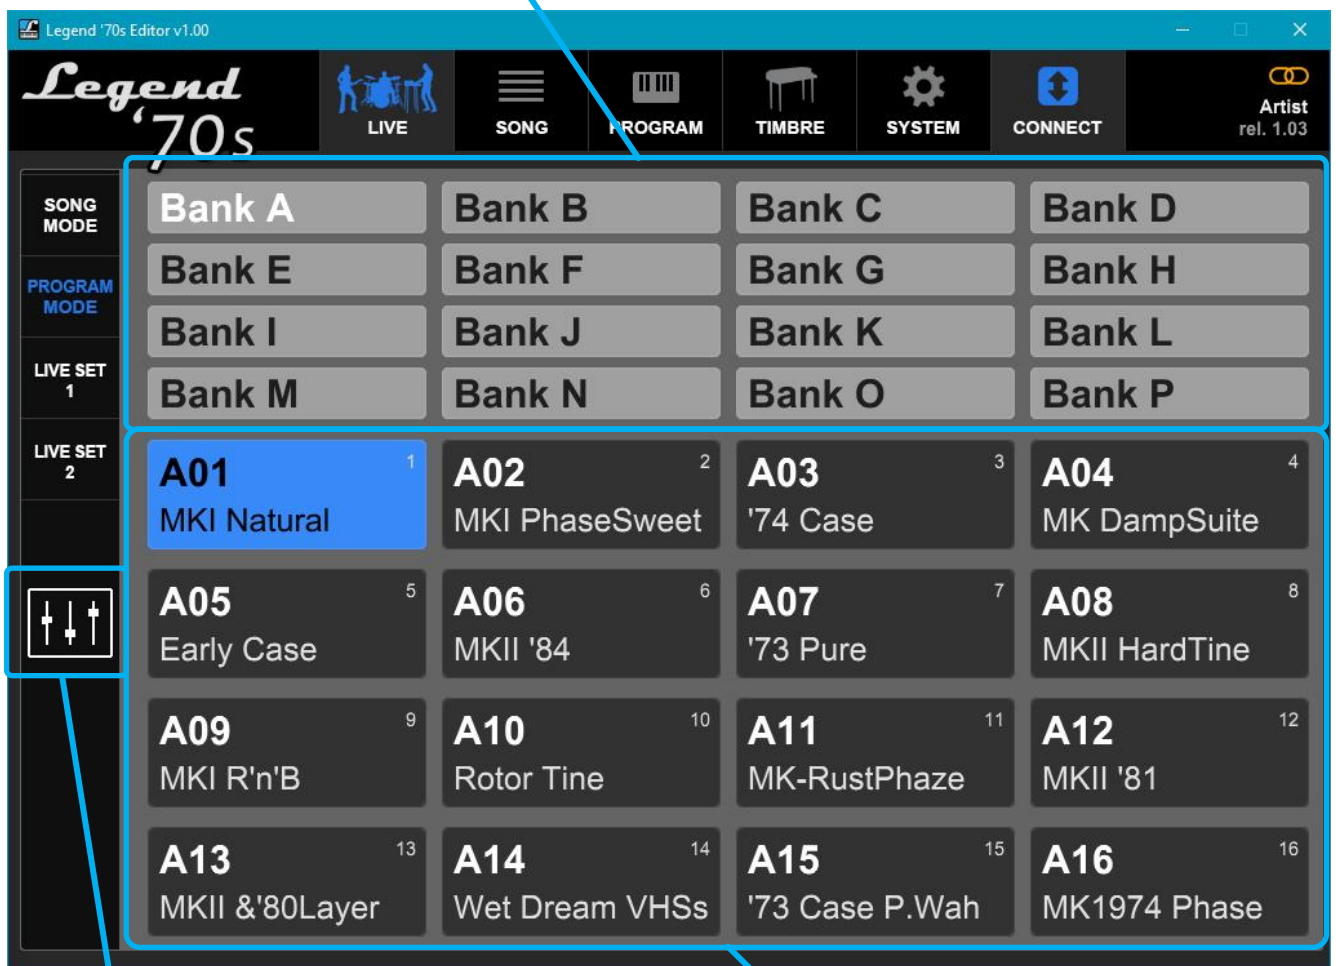 Legend '70s Editor v1.00
Legend
'70s
LIVE
SONG
PROGRAM
TIMBRE
SYSTEM
CONNECT
Artist
rel. 1.03
SONG
MODE
PROGRAM
MODE
LIVE SET
1
LIVE SET
2
Bank A Bank B Bank C Bank D
Bank E Bank F Bank G Bank H
Bank I Bank J Bank K Bank L
Bank M Bank N Bank O Bank P
A01 1 A02 2 A03 3 A04 4
MKI Natural MKI PhaseSweet '74 Case MK DampSuite
A05 5 A06 6 A07 7 A08 8
Early Case MKII '84 '73 Pure MKII HardTine
A09 9 A10 10 A11 11 A12 12
MKI R'n'B Rotor Tine MK-RustPhaze MKII '81
A13 13 A14 14 A15 15 A16 16
MKII &'80Layer Wet Dream VHSs '73 Case P.Wah MK1974 Phase